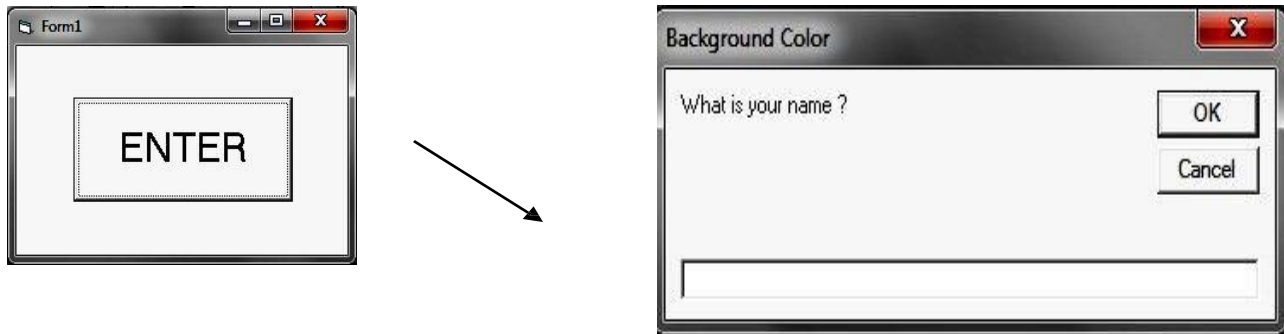 Form1
ENTER
Background Color
What is your name ?
OK
Cancel